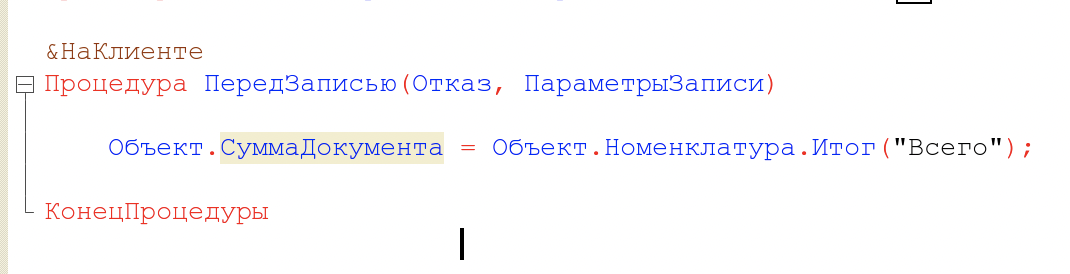 &НаКлиенте
Процедура ПередЗаписью(Отказ, ПараметрыЗаписи)
Объект.СуммаДокумента = Объект.Номенклатура.Итог("Всего");
КонецПроцедуры